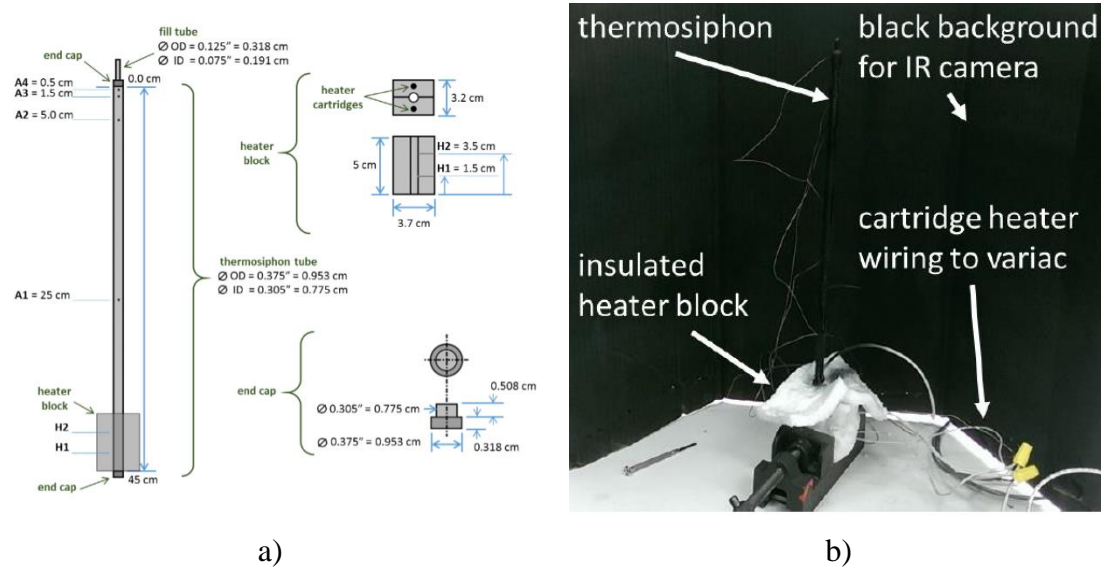 fill tube
Ø OD = 0.125″ = 0.318 cm
Ø ID = 0.075″ = 0.191 cm
end cap
0.0 cm
A4 = 0.5 cm
A3 = 1.5 cm
A2 = 5.0 cm
heater
cartridges
3.2 cm
heater
block
H2 = 3.5 cm
H1 = 1.5 cm
5 cm
3.7 cm
thermosiphon tube
Ø OD = 0.375″ = 0.953 cm
Ø ID = 0.305″ = 0.775 cm
A1 = 25 cm
end cap
0.508 cm
Ø 0.305″ = 0.775 cm
Ø 0.375″ = 0.953 cm
0.318 cm
heater
block
H2
H1
end cap
45 cm
a)
thermosiphon
black background
for IR camera
cartridge heater
wiring to variac
insulated
heater block
b)